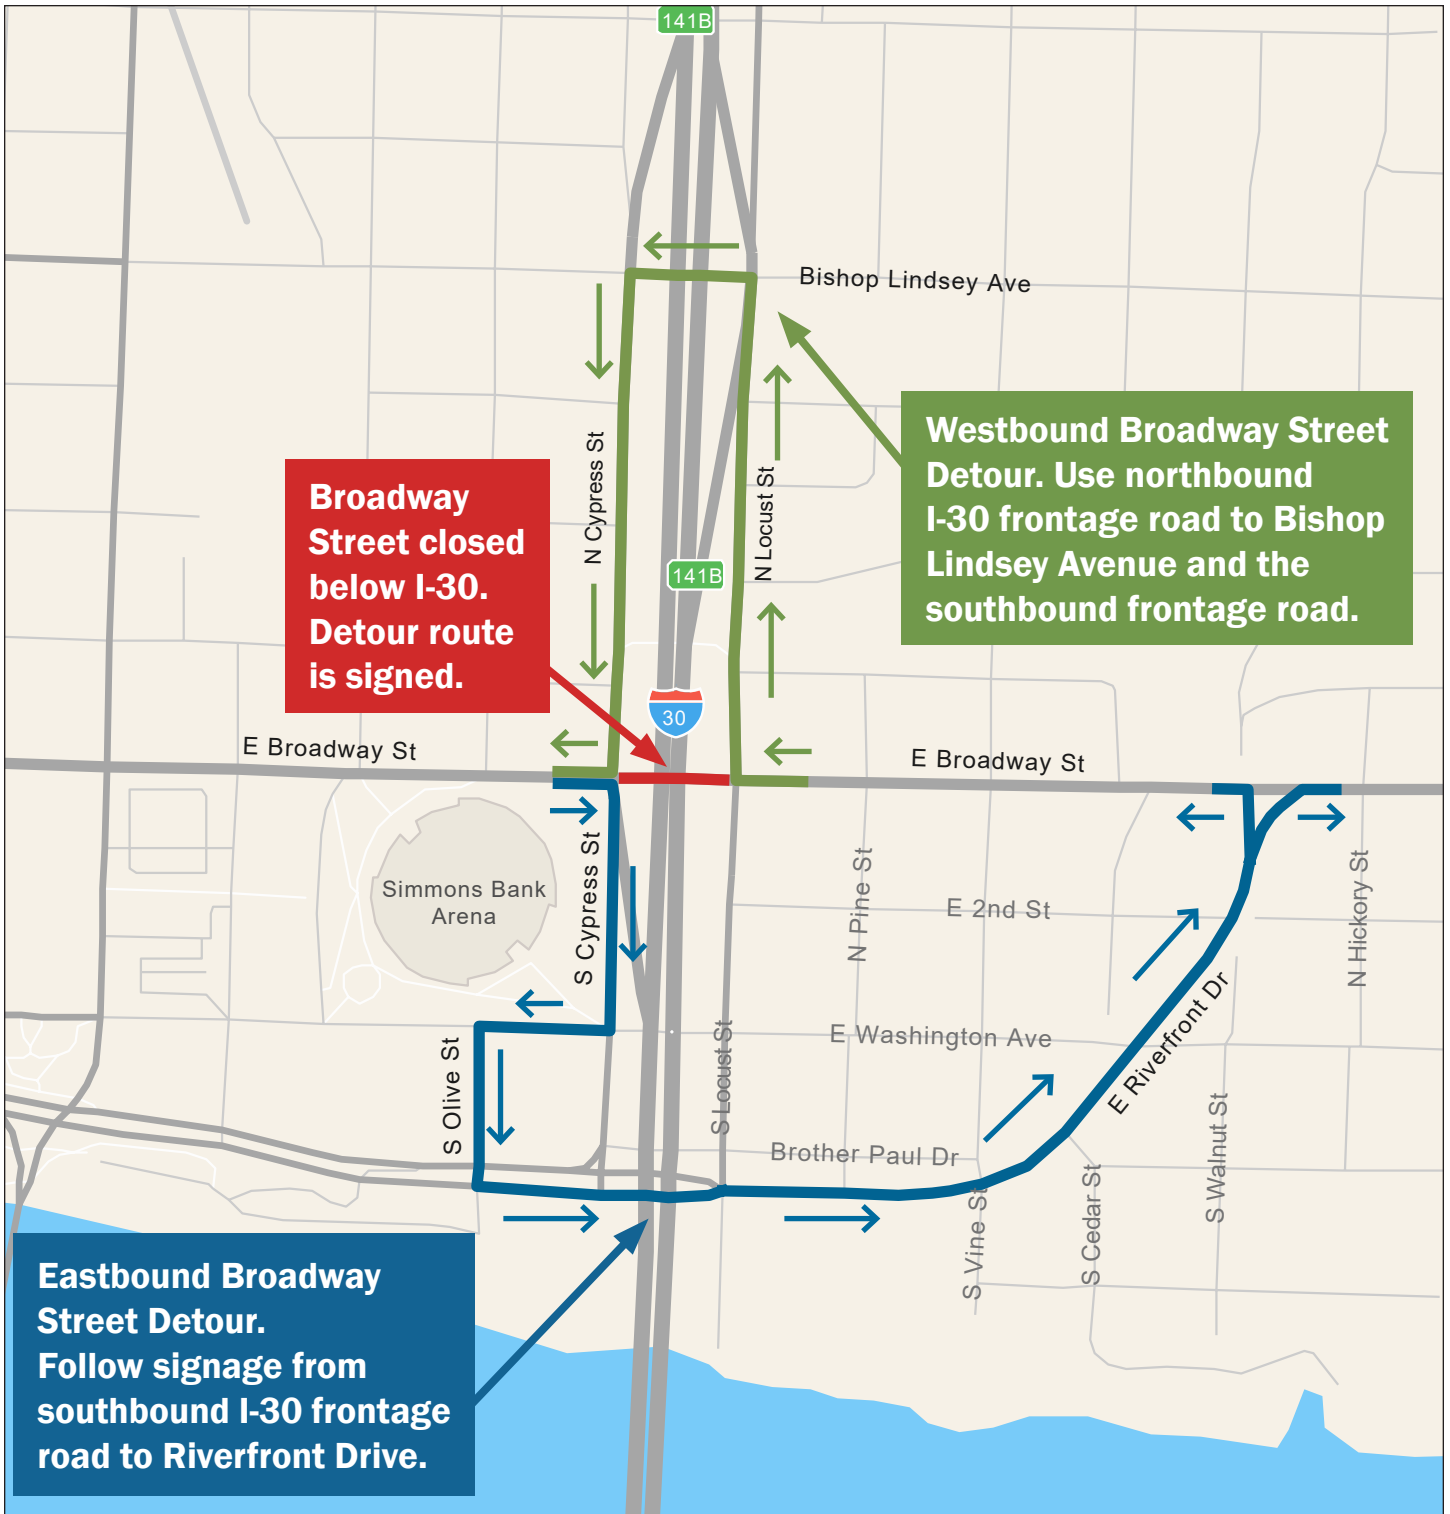 141B
Bishop Lindsey Ave
Westbound Broadway Street
Detour. Use northbound
I-30 frontage road to Bishop
Lindsey Avenue and the
southbound frontage road.
N Cypress St
N Locust St
Broadway
Street closed
below I-30.
Detour route
is signed.
141B
30
E Broadway St
E Broadway St
Simmons Bank
Arena
S Cypress St
N Pine St
E 2nd St
N Hickory St
S Olive St
S Locust St
E Washington Ave
E Riverfront Dr
Brother Paul Dr
S Vine St
S Cedar St
S Walnut St
Eastbound Broadway
Street Detour.
Follow signage from
southbound I-30 frontage
road to Riverfront Drive.